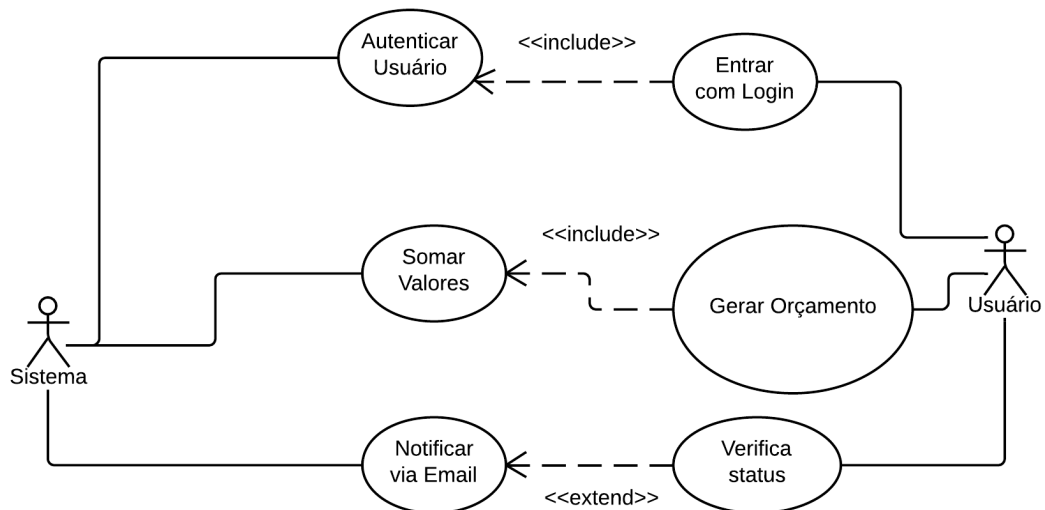 Autenticar
Usuário
<<include>>
Entrar
com Login
Somar
Valores
<<include>>
Gerar Orçamento
Usuário
Sistema
Notificar
via Email
<<extend>>
Verifica
status